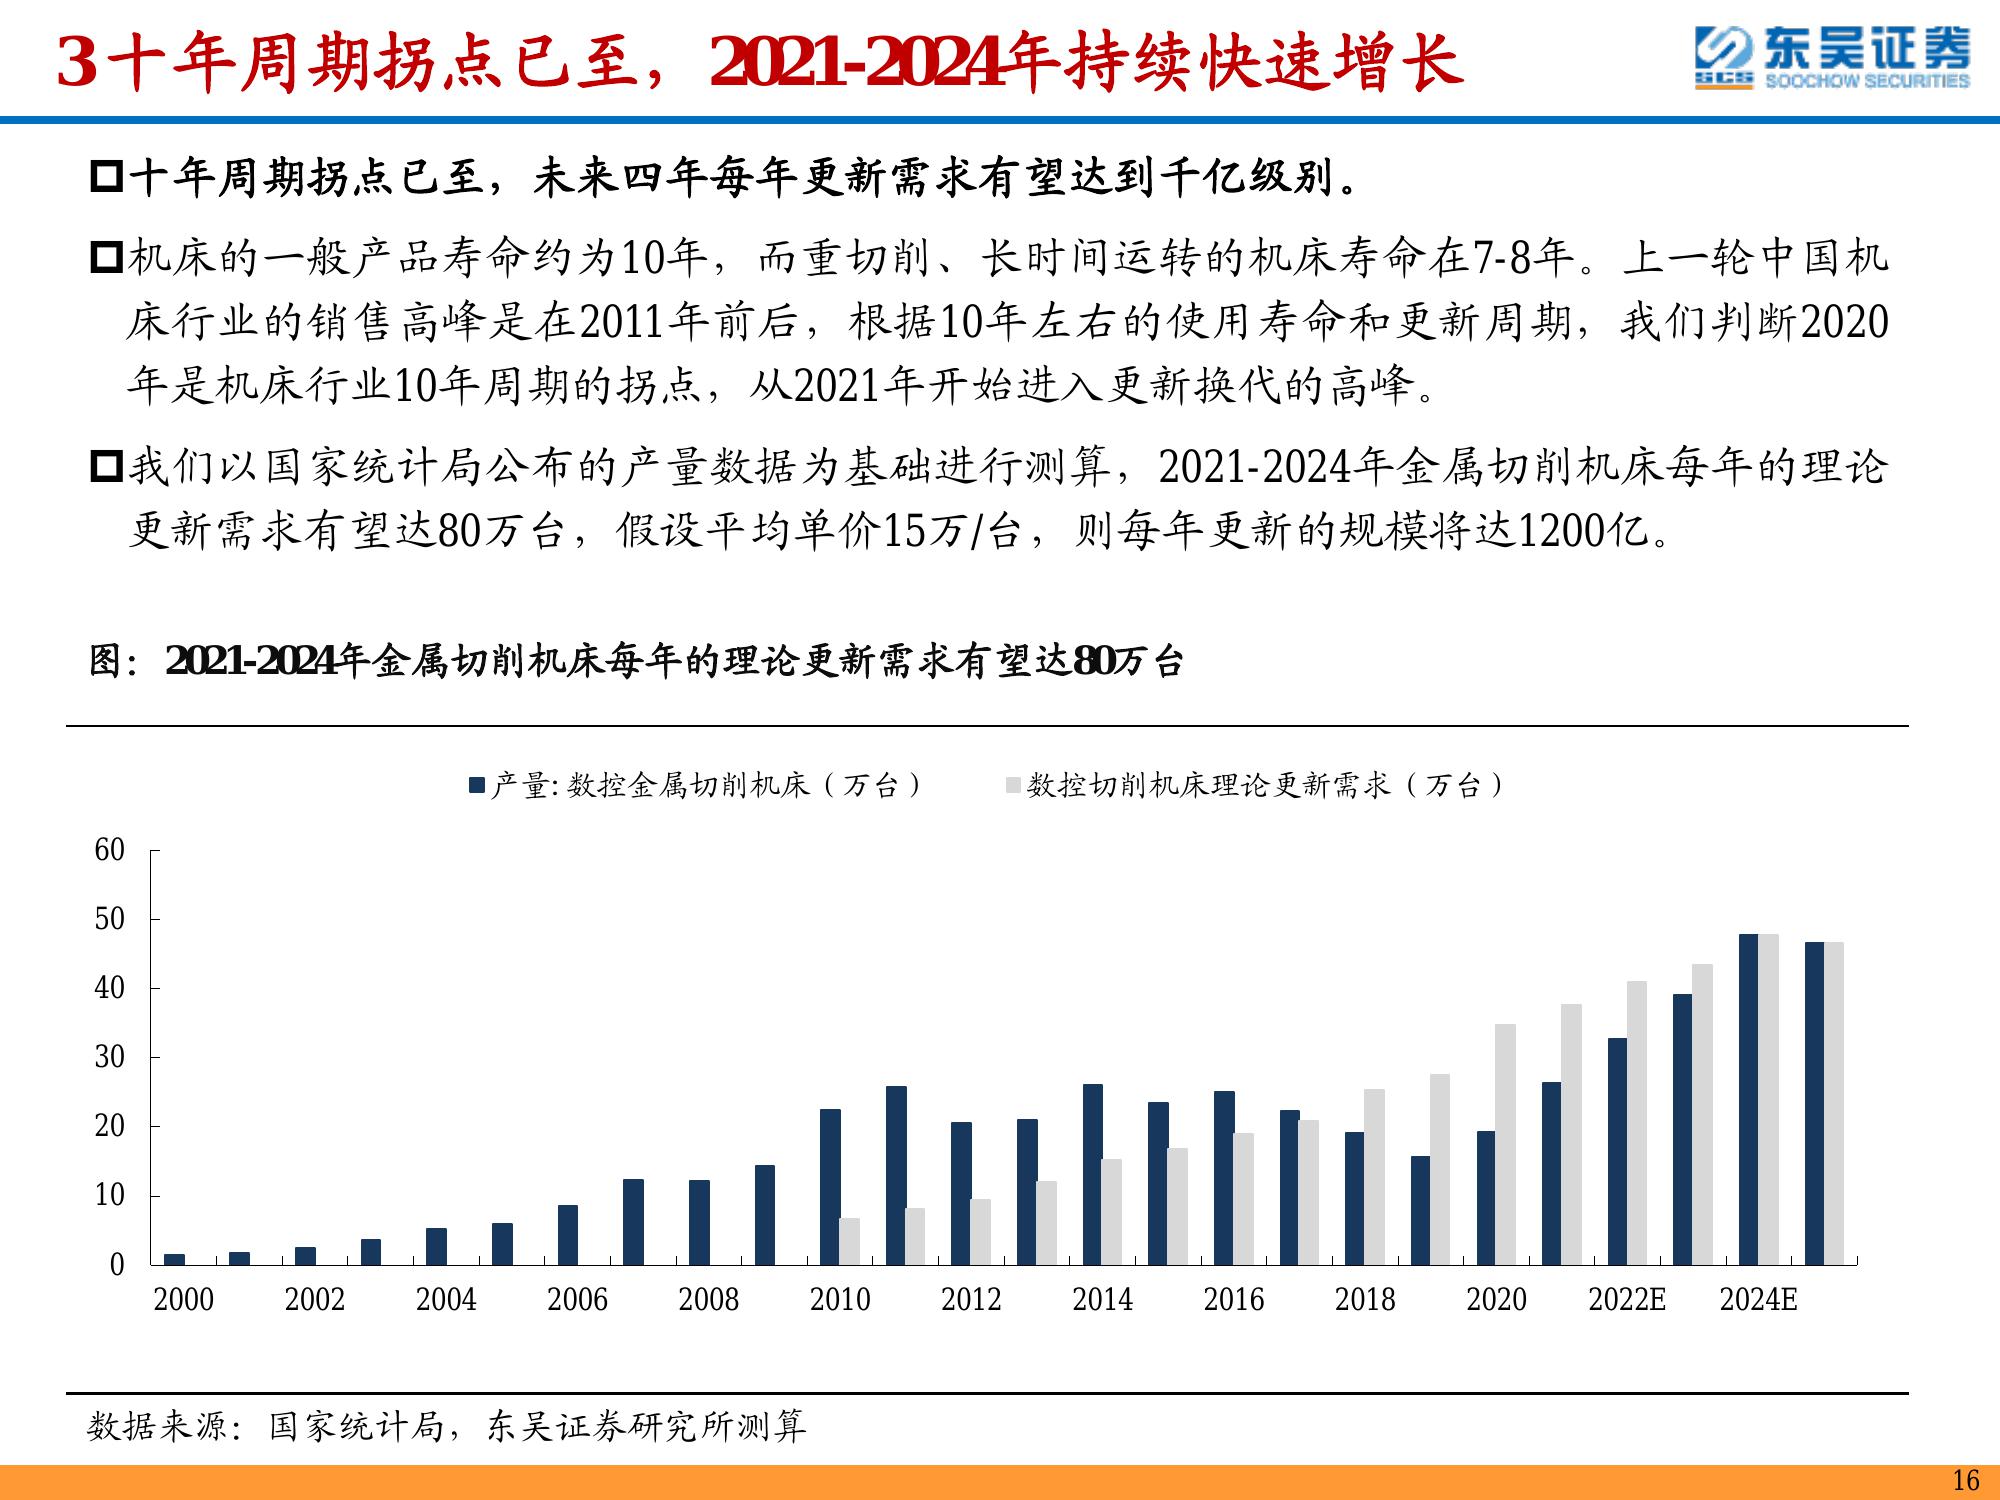 3十年周期拐点已至，2021-2024年持续快速增长
东吴证券
SCS SOOCHOW SECURITIES
十年周期拐点已至，未来四年每年更新需求有望达到千亿级别。
机床的一般产品寿命约为10年，而重切削、长时间运转的机床寿命在7-8年。上一轮中国机
床行业的销售高峰是在2011年前后，根据10年左右的使用寿命和更新周期，我们判断2020
年是机床行业10年周期的拐点，从2021年开始进入更新换代的高峰。
我们以国家统计局公布的产量数据为基础进行测算，2021-2024年金属切削机床每年的理论
更新需求有望达80万台，假设平均单价15万/台，则每年更新的规模将达1200亿。
图：2021-2024年金属切削机床每年的理论更新需求有望达80万台
产量:数控金属切削机床（万台） 数控切削机床理论更新需求（万台）
60
50
40
30
20
10
0
2000 2002 2004 2006 2008 2010 2012 2014 2016 2018 2020 2022E 2024E
数据来源：国家统计局，东吴证券研究所测算
16